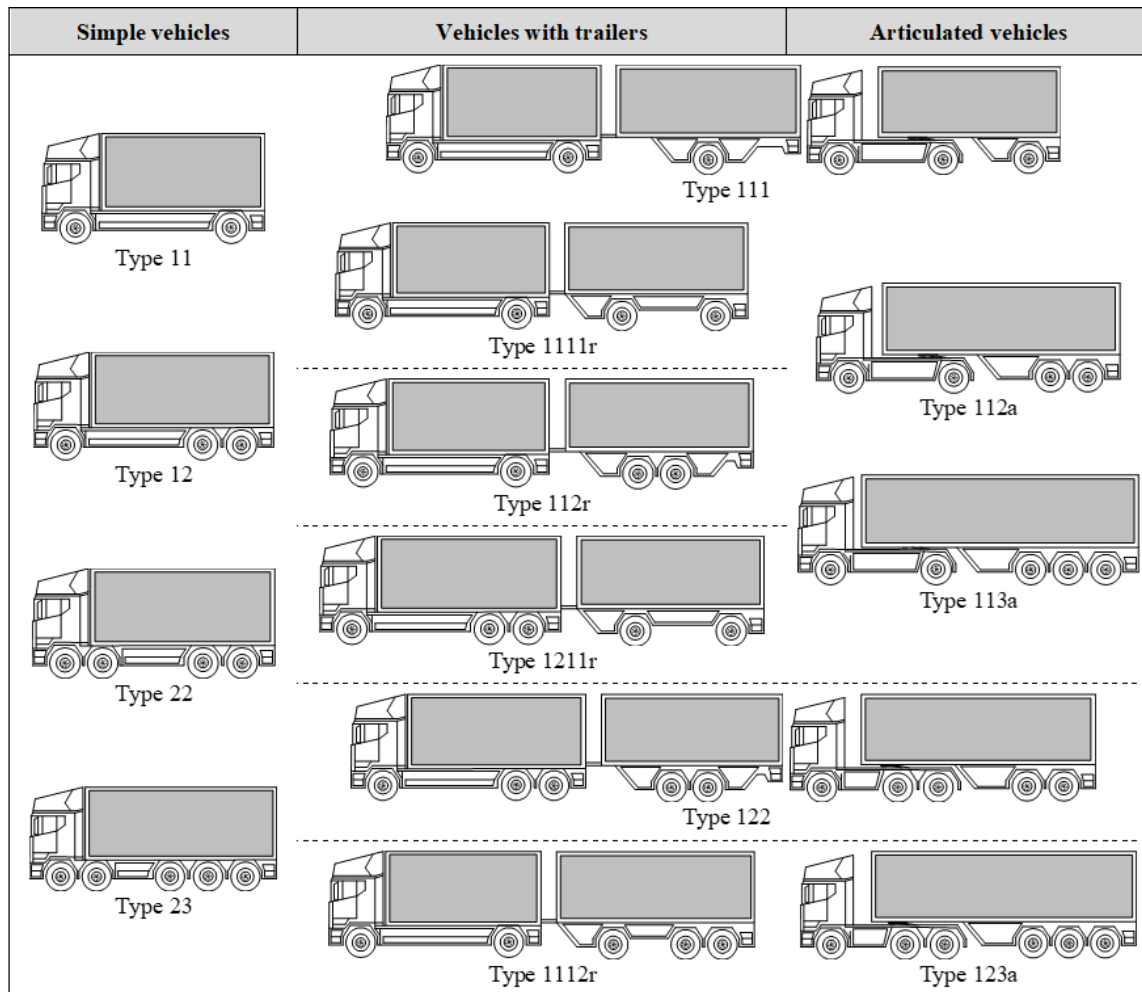 Simple vehicles
Vehicles with trailers
Articulated vehicles
Type 11
Type 12
Type 22
Type 23
Type 111
Type 1111r
Type 112r
Type 1211r
Type 122
Type 1112r
Type 112a
Type 113a
Type 123a